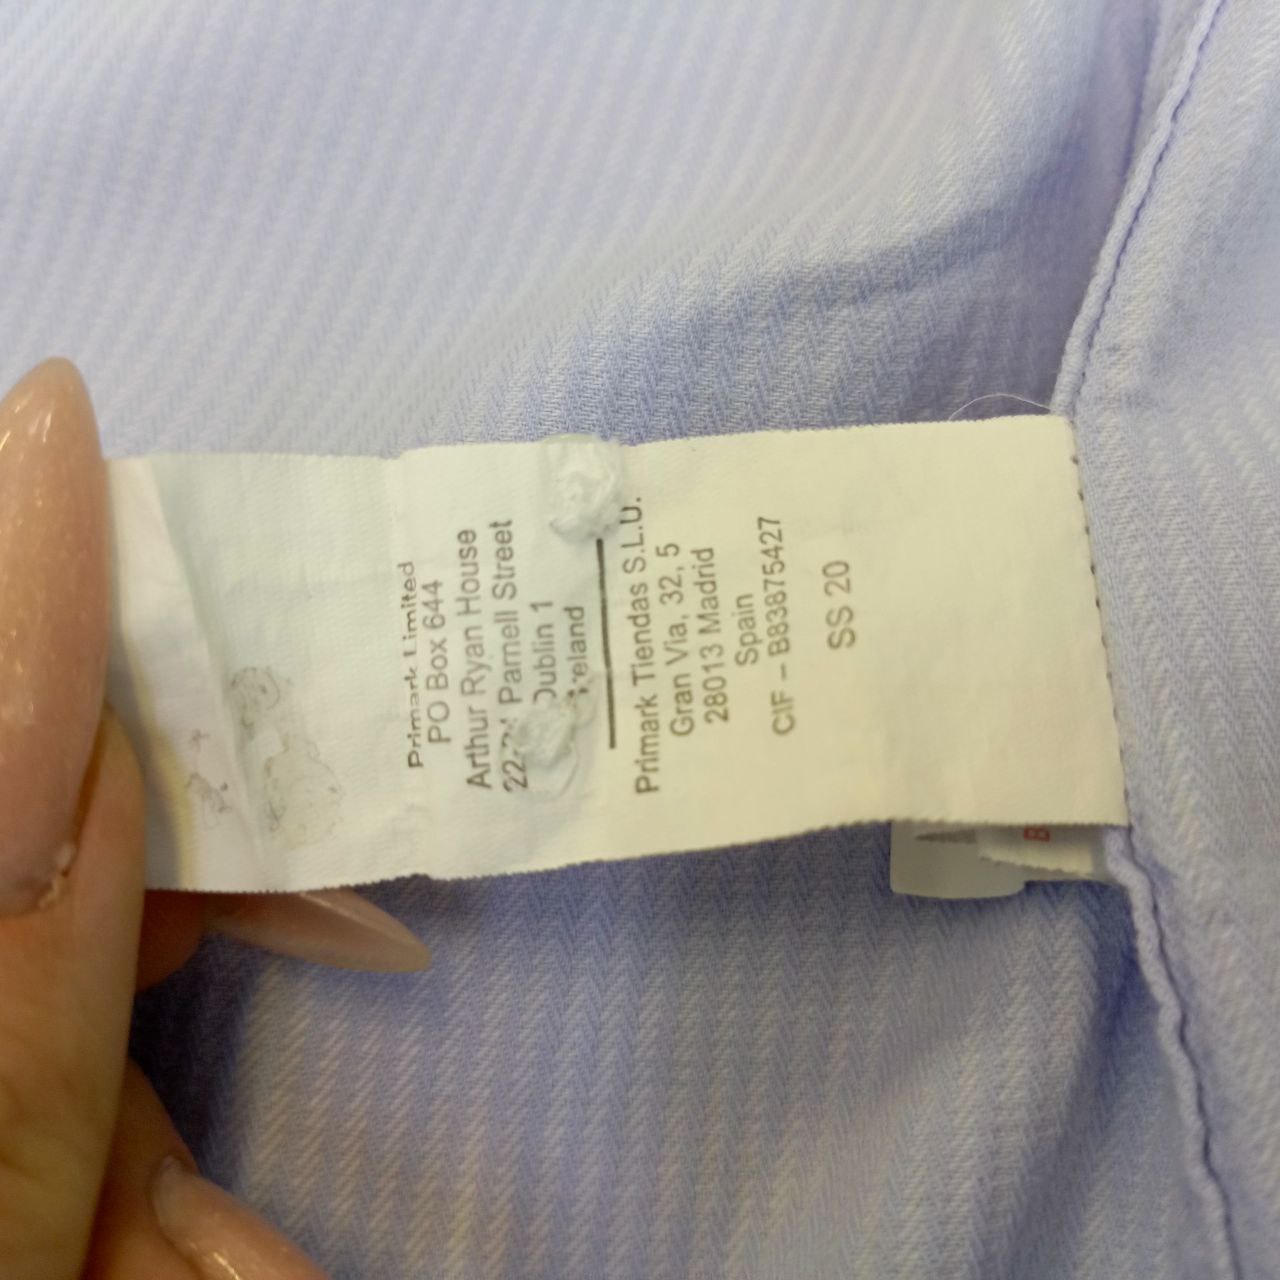 Primark Limited
PO Box 644
Arthur Ryan House
Parnell Street
Dublin 1
Ireland
Primark Tiendas S.L.U.
Gran Via, 32, 5
28013 Madrid
Spain
CIF – B83875427
SS 20
B